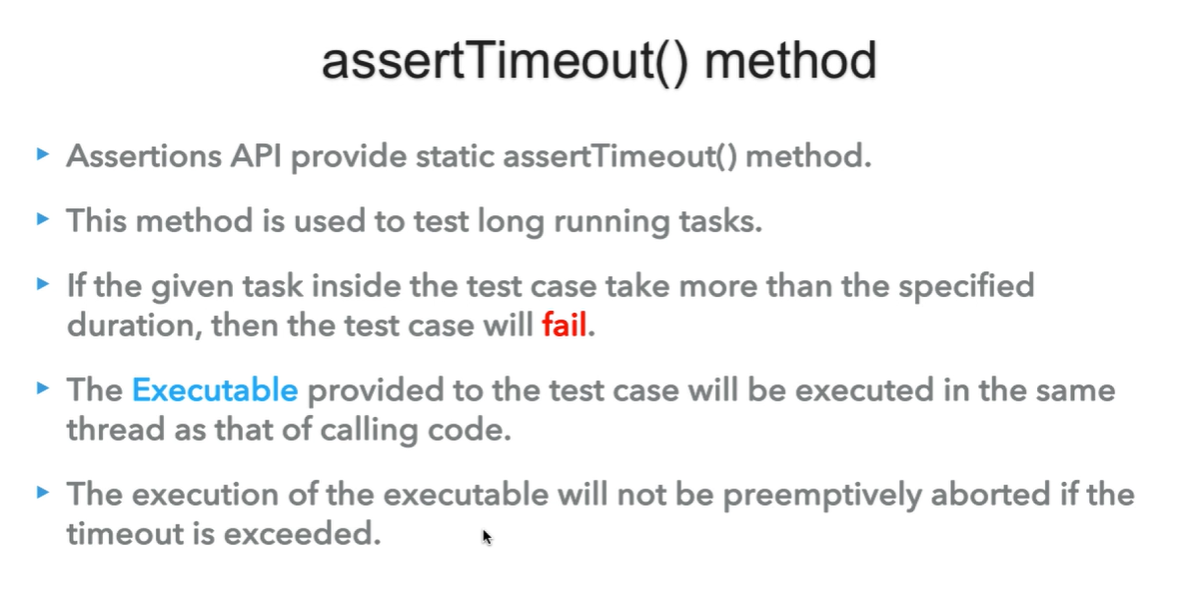 assertTimeout() method
Assertions API provide static assertTimeout() method.
This method is used to test long running tasks.
If the given task inside the test case take more than the specified
duration, then the test case will fail.
The Executable provided to the test case will be executed in the same
thread as that of calling code.
The execution of the executable will not be preemptively aborted if the
timeout is exceeded.